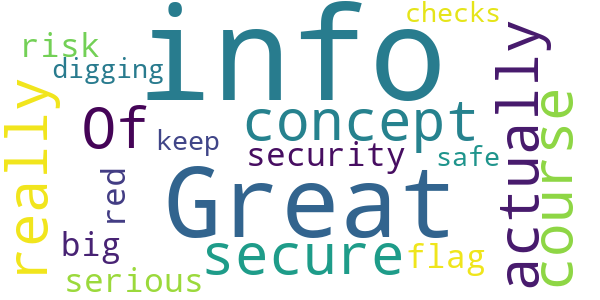 info
checks
risk
digging
Of
concept
keep
security
safe
Great
red
big
secure
flag
serious
really
actually
course